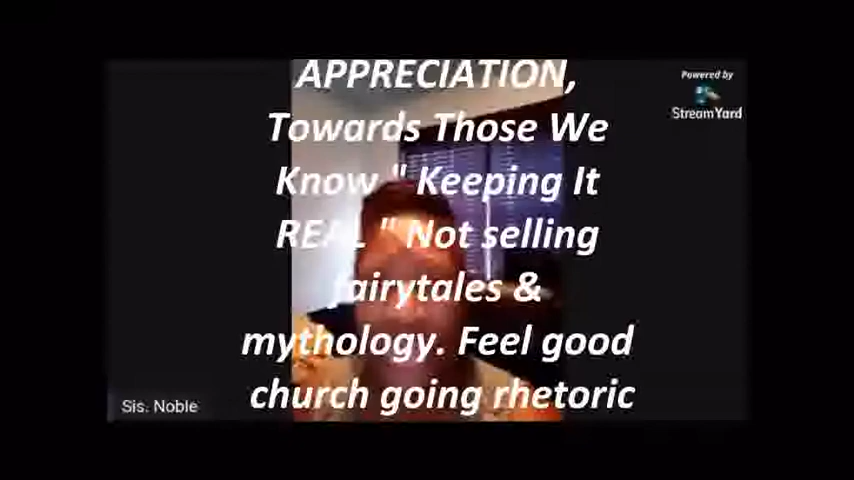 APPRECIATION,
Towards Those We
Know " Keeping It
REAL " Not selling
fairytales &
mythology. Feel good
church going rhetoric
Powered by
StreamYard
Sis. Noble